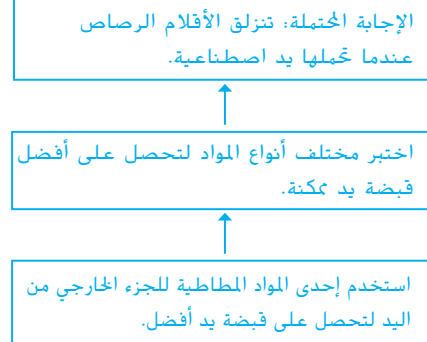 الإجابة المحتملة: تنزلق الأقلام الرصاص
عندما تحملها يد اصطناعية.
اختبر مختلف أنواع المواد لتحصل على أفضل
قبضة يد ممكنة.
استخدم إحدى المواد المطاطية للجزء الخارجي من
اليد لتحصل على قبضة يد أفضل.